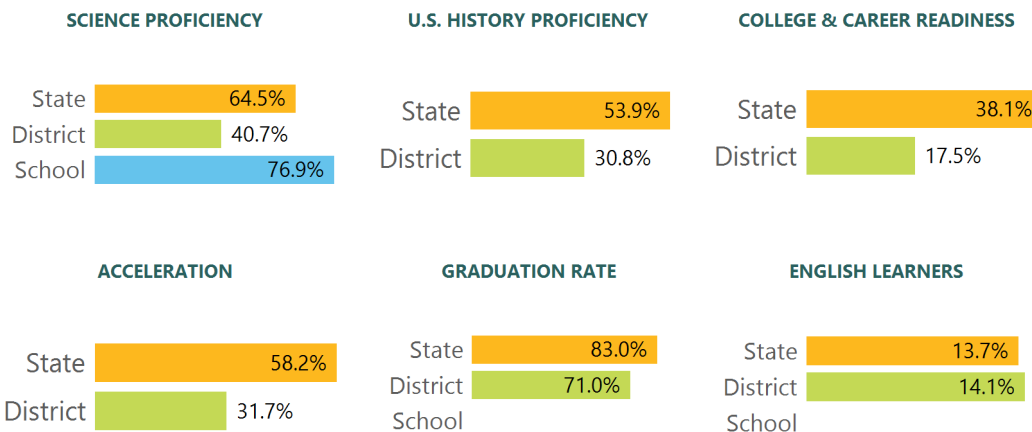 SCIENCE PROFICIENCY
State 64.5%
District 40.7%
School 76.9%
U.S. HISTORY PROFICIENCY
State 53.9%
District 30.8%
COLLEGE & CAREER READINESS
State 38.1%
District 17.5%
ACCELERATION
State 58.2%
District 31.7%
GRADUATION RATE
State 83.0%
District 71.0%
School
ENGLISH LEARNERS
State 13.7%
District 14.1%
School